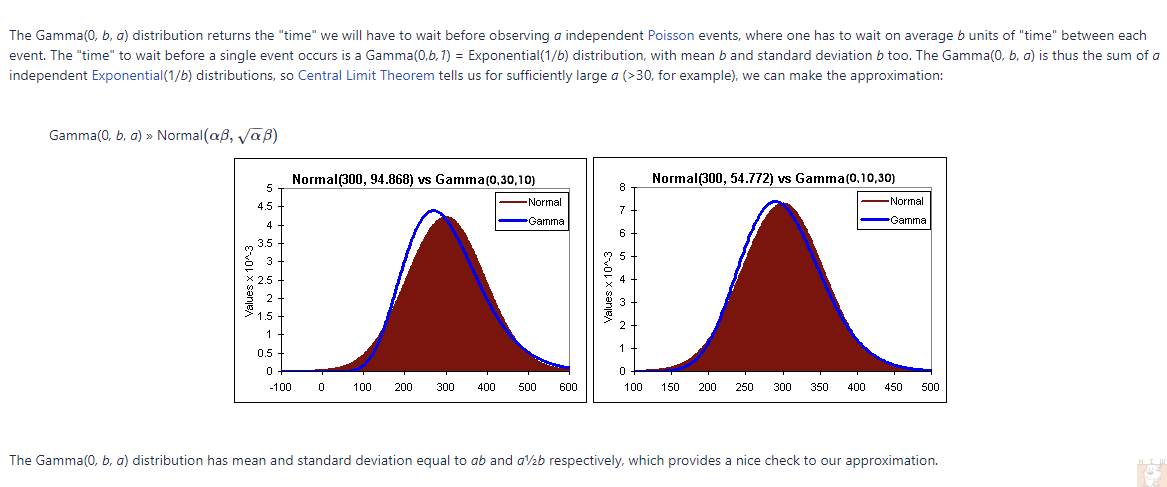 The Gamma(0, b, a) distribution returns the "time" we will have to wait before observing a independent Poisson events, where one has to wait on average b units of "time" between each
event. The "time" to wait before a single event occurs is a Gamma(0,b,1) = Exponential(1/b) distribution, with mean b and standard deviation b too. The Gamma(0, b, a) is thus the sum of a
independent Exponential(1/b) distributions, so Central Limit Theorem tells us for sufficiently large a (>30, for example), we can make the approximation:
Gamma(0, b, a) » Normal(αβ, √αβ)
Normal(300, 94.868) vs Gamma(0,30,10)
Normal
Gamma
Values x 10^-3
5
4.5
4
3.5
3
2.5
2
1.5
1
0.5
0
-100 0 100 200 300 400 500 600
Normal(300, 54.772) vs Gamma(0,10,30)
Normal
Gamma
Values x 10^-3
8
7
6
5
4
3
2
1
0
100 150 200 250 300 350 400 450 500
The Gamma(0, b, a) distribution has mean and standard deviation equal to ab and a½b respectively, which provides a nice check to our approximation.